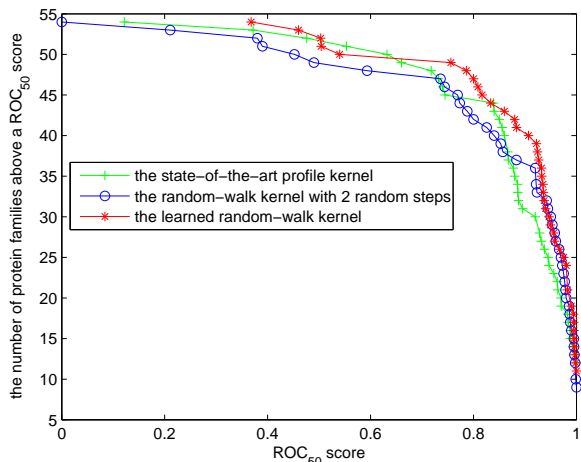 the number of protein families above a ROC50 score
55
50
45
40
35
30
25
20
15
10
5
the state−of−the−art profile kernel
the random−walk kernel with 2 random steps
the learned random−walk kernel
0 0.2 0.4 0.6 0.8 1
ROC50 score